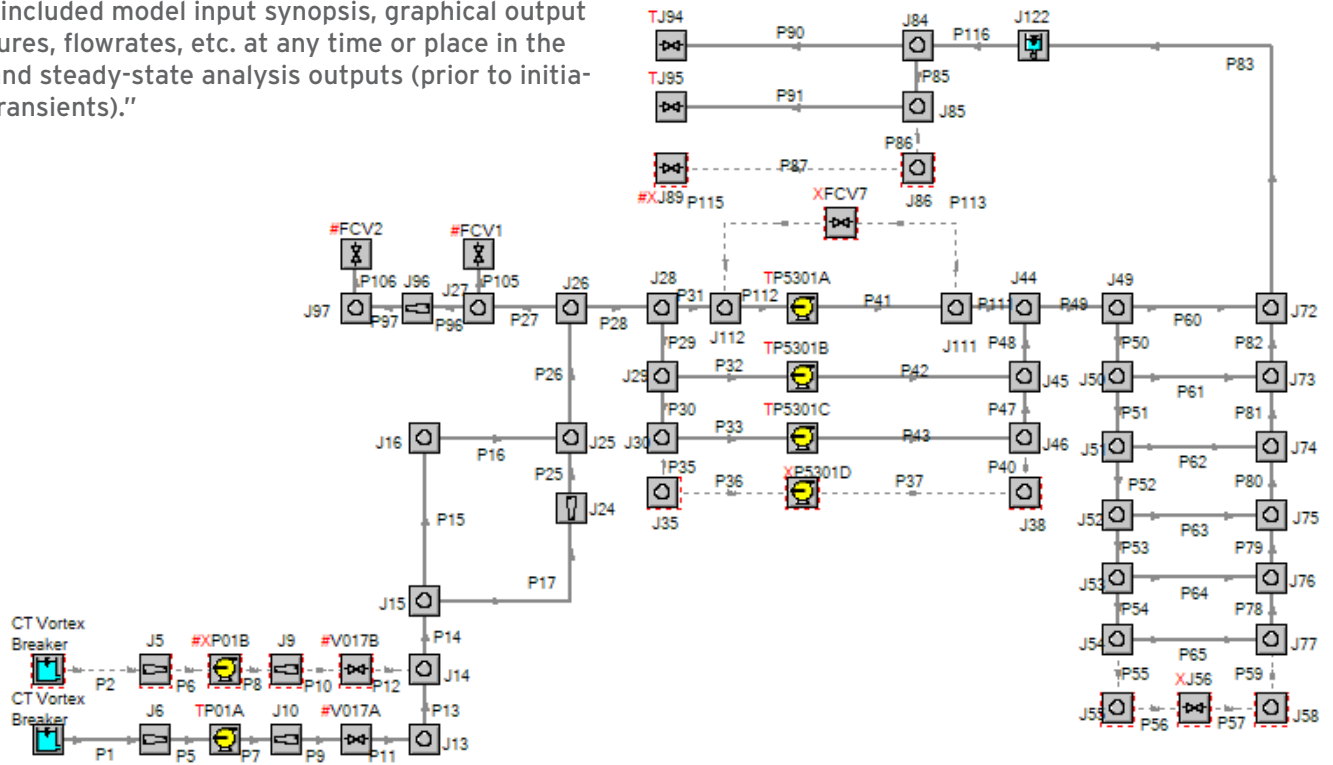 included model input synopsis, graphical output
ures, flowrates, etc. at any time or place in the
and steady-state analysis outputs (prior to initia-
transients)."
TJ94
P90
J84
P116
J122
P83
TJ95
P91
P85
J85
P86
P87
#XJ89
P115
XFCV7
J86
P113
#FCV2
#FCV1
P106
J96
J27
P105
J26
J28
P31
P112
TP5301A
P41
P111
J44
P49
J49
J97
P97
P96
P27
P28
J112
J111
P48
P60
J72
P29
TP5301B
P50
P82
P26
J29
P32
P42
J45
J50
P61
J73
P30
TP5301C
P47
P51
P81
J16
P16
J25
J30
P33
P43
J46
J51
P62
J74
P25
P35
P36
XP5301D
P37
P40
P52
P80
J24
J35
J38
P15
J52
P63
J75
P53
P79
P17
J53
P64
J76
J15
P54
P78
CT Vortex
Breaker
J5
#XP01B
J9
#V017B
P14
J54
P65
J77
P2
P6
P8
P10
P12
J14
P55
XJ56
P59
CT Vortex
Breaker
J6
TP01A
J10
#V017A
P13
J55
P56
P57
J58
P1
P5
P7
P9
P11
J13